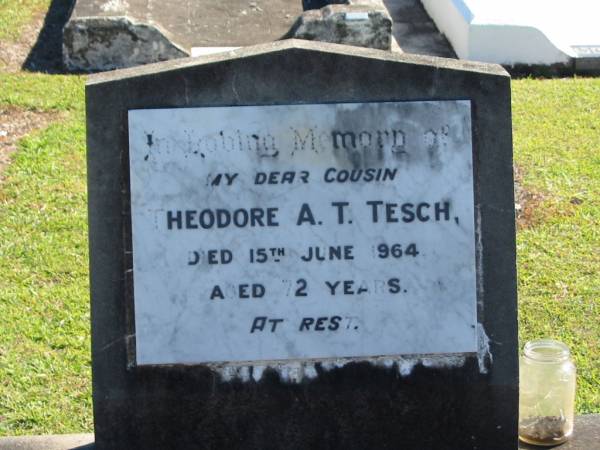 In Loving Memory of
MY DEAR COUSIN
THEODORE A. T. TESCH,
DIED 15TH JUNE 1964
AGED 72 YEARS.
AT REST.